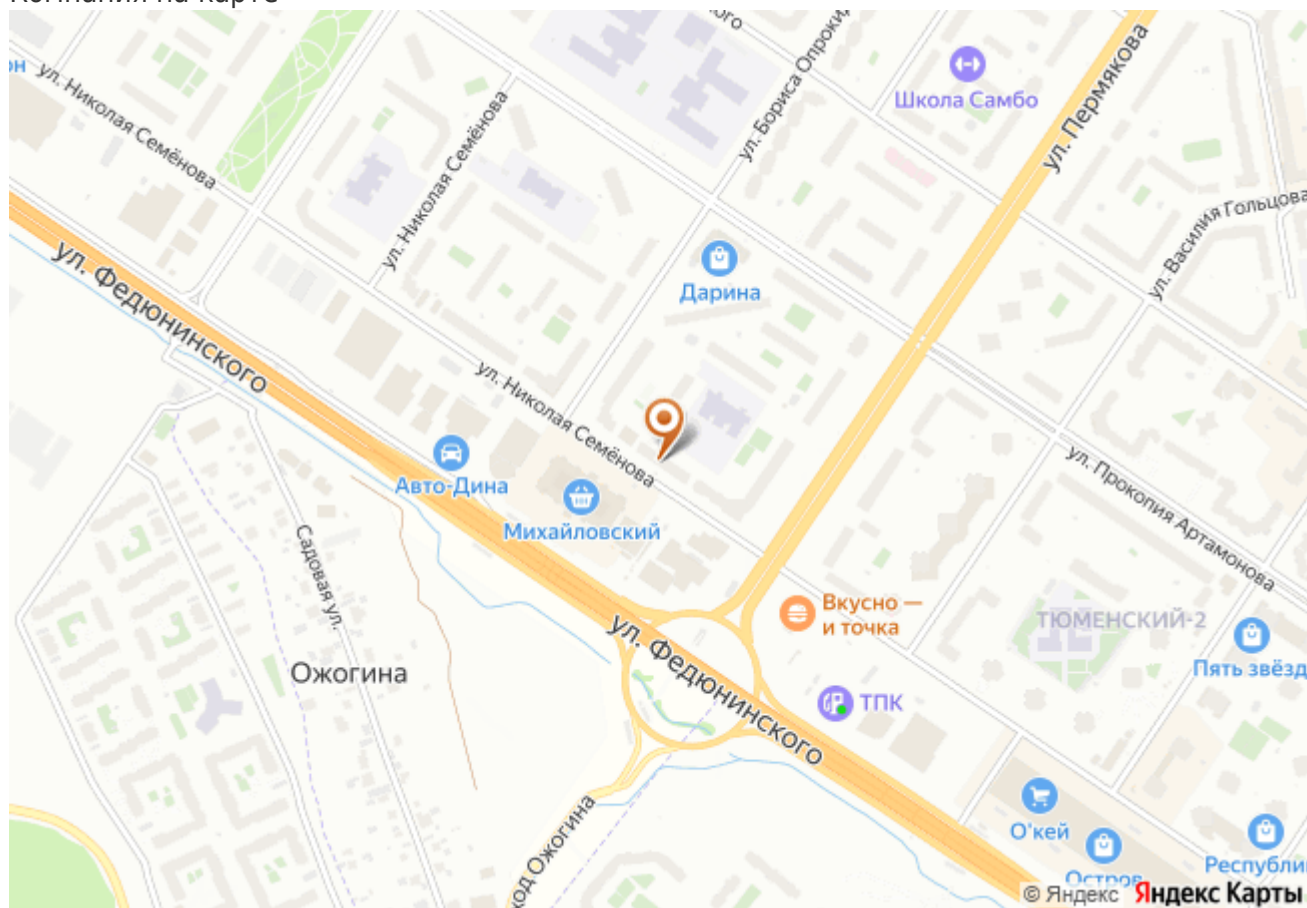 ул. Николая Семёнова
ул. Николая Семёнова
ул. Бориса Опроки
Школа Самбо
ул. Пермякова
ул. Василия Гольцова
ул. Федюнинского
Дарина
ул. Николая Семёнова
Авто-Дина
Михайловский
ул. Прокопия Артамонова
Садовая ул.
Вкусно —
и точка
ТЮМЕНСКИЙ-2
Пять звёзд
Ожогина
ул. Федюнинского
ТПК
О'кей
Остров
Республи
ход Ожогина
© Яндекс Яндекс Карты